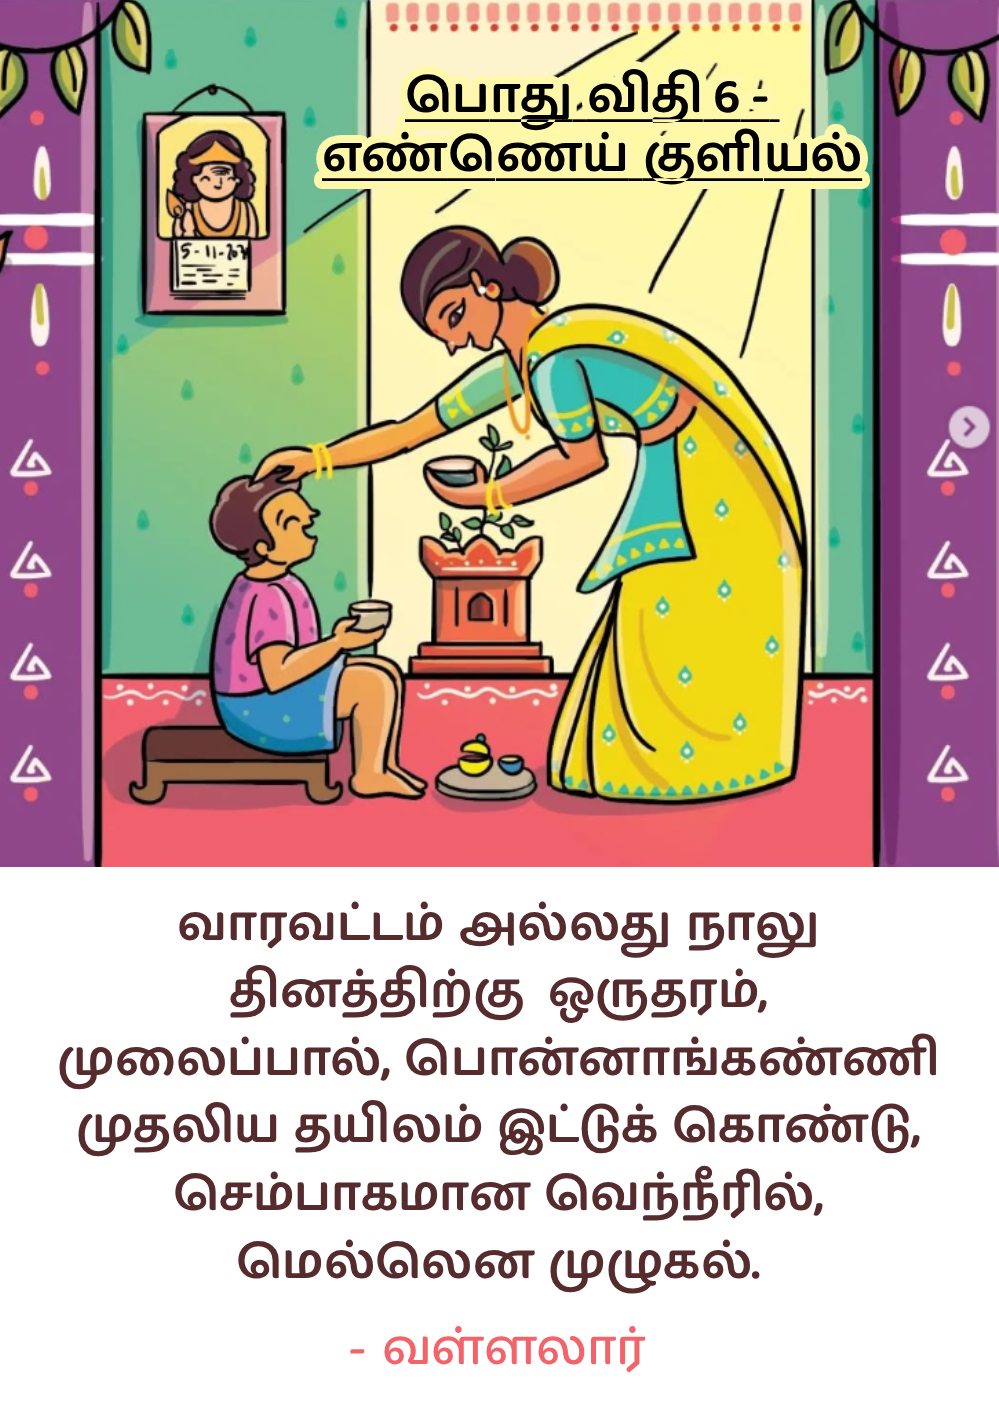 பொது விதி 6 -
எண்ணெய் குளியல்
5-11-
வாரவட்டம் அல்லது நாலு
தினத்திற்கு ஒருதரம்,
முலைப்பால், பொன்னாங்கண்ணி
முதலிய தயிலம் இட்டுக் கொண்டு,
செம்பாகமான வெந்நீரில்,
மெல்லென முழுகல்.
- வள்ளலார்